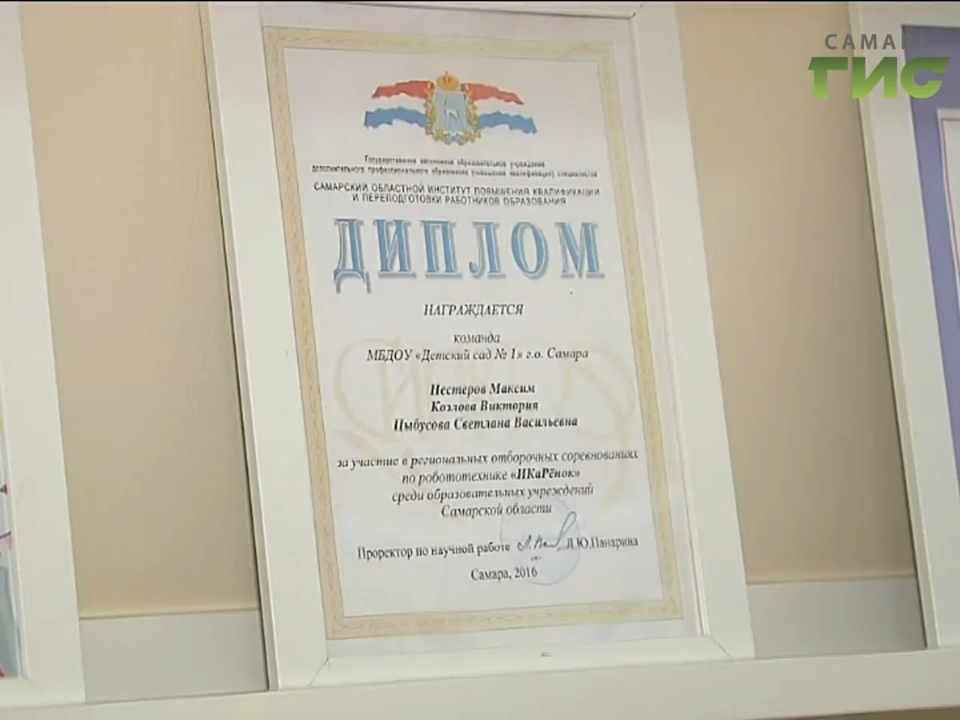 САМАРА
ГИС
Государственное автономное образовательное учреждение
дополнительного профессионального образования (повышения квалификации) специалистов
САМАРСКИЙ ОБЛАСТНОЙ ИНСТИТУТ ПОВЫШЕНИЯ КВАЛИФИКАЦИИ
И ПЕРЕПОДГОТОВКИ РАБОТНИКОВ ОБРАЗОВАНИЯ
ДИПЛОМ
НАГРАЖДАЕТСЯ
команда
МБДОУ «Детский сад № 1» г.о. Самара
Нестеров Максим
Козлова Виктория
Цыбусова Светлана Васильевна
за участие в региональных отборочных соревнованиях
по робототехнике «ИКаРёнок»
среди образовательных учреждений
Самарской области
Проректор по научной работе Л.Ю.Панарина
Самара, 2016